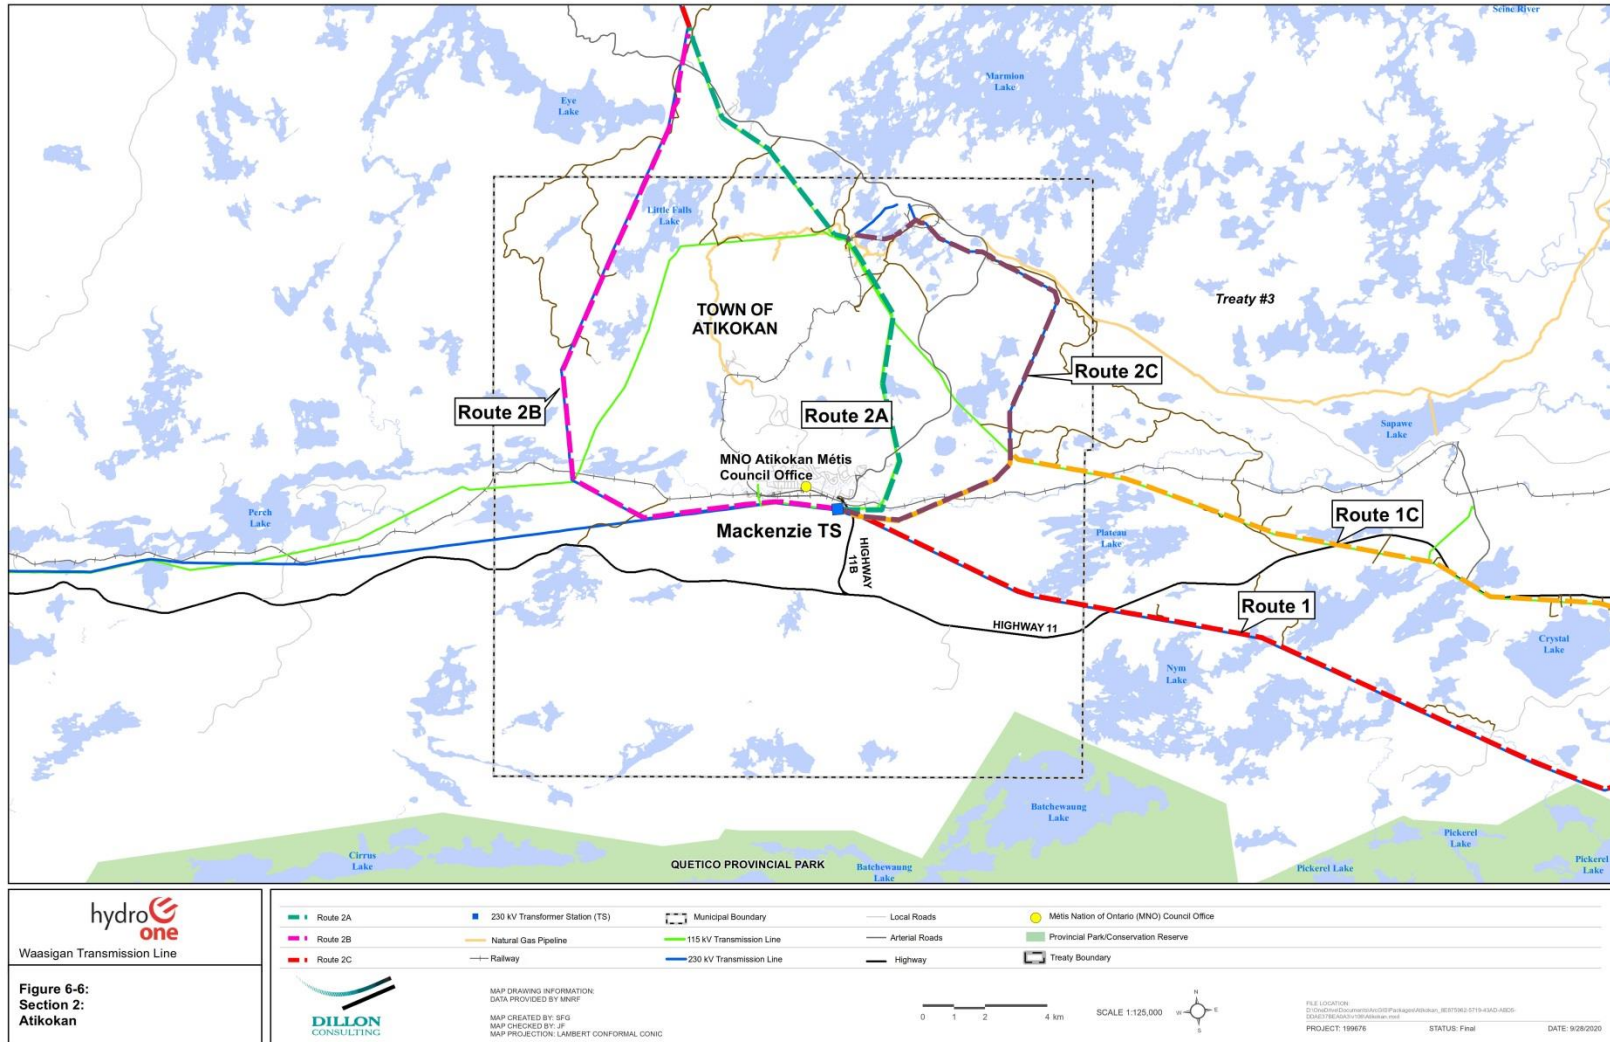 Seine River
Marmion
Lake
Eye
Lake
Little Falls
Lake
Treaty #3
TOWN OF
ATIKOKAN
Route 2C
Route 2B
Route 2A
Sapawe
Lake
MNO Atikokan Métis
Council Office
Perch
Lake
Mackenzie TS
Plateau
Lake
Route 1C
HIGHWAY
11B
Route 1
HIGHWAY 11
Crystal
Lake
Nym
Lake
Batchewaung
Lake
Cirrus
Lake
QUETICO PROVINCIAL PARK
Batchewaung
Lake
Pickerel Lake
Pickerel
Lake
Pickerel
Lake
hydro
one
Waasigan Transmission Line
Figure 6-6:
Section 2:
Atikokan
Route 2A
230 kV Transformer Station (TS)
Municipal Boundary
Local Roads
Métis Nation of Ontario (MNO) Council Office
Route 2B
Natural Gas Pipeline
115 kV Transmission Line
Arterial Roads
Provincial Park/Conservation Reserve
Route 2C
Railway
230 kV Transmission Line
Highway
Treaty Boundary
DILLON
CONSULTING
MAP DRAWING INFORMATION:
DATA PROVIDED BY MNRF
MAP CREATED BY: SFG
MAP CHECKED BY: JF
MAP PROJECTION: LAMBERT CONFORMAL CONIC
0 1 2 4 km
SCALE 1:125,000
N
W E
S
FILE LOCATION:
PROJECT: 199676 STATUS: Final DATE: 9/28/2020